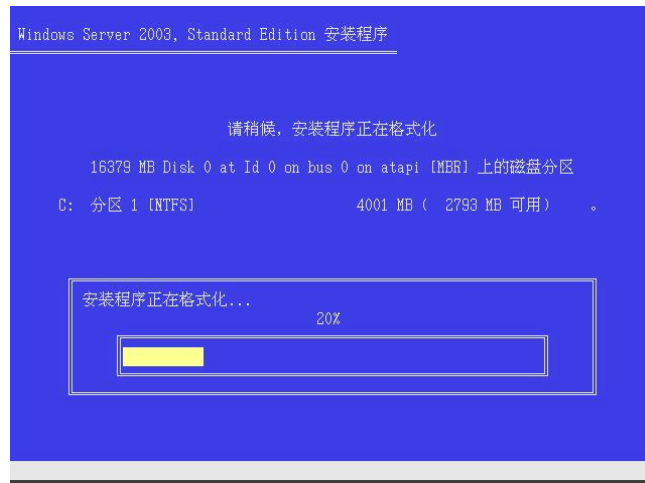 Windows Server 2003, Standard Edition 安装程序
请稍候，安装程序正在格式化
16379 MB Disk 0 at Id 0 on bus 0 on atapi [MBR] 上的磁盘分区
C: 分区 1 [NTFS] 4001 MB ( 2793 MB 可用) 。
安装程序正在格式化...
20%